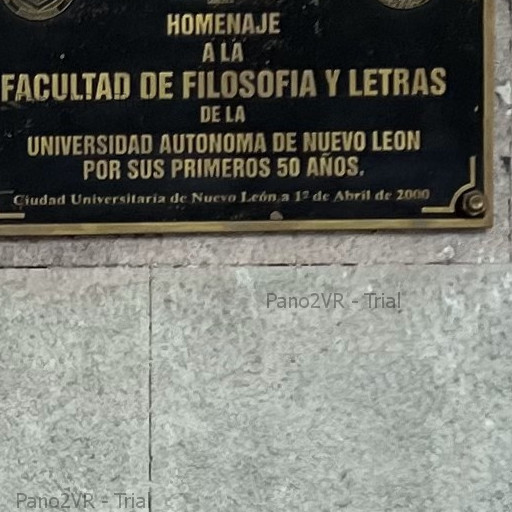 HOMENAJE
A LA
FACULTAD DE FILOSOFIA Y LETRAS
DE LA
UNIVERSIDAD AUTONOMA DE NUEVO LEON
POR SUS PRIMEROS 50 AÑOS.
Ciudad Universitaria de Nuevo León,a 1º de Abril de 2000
Pano2VR - Trial
Pano2VR - Trial